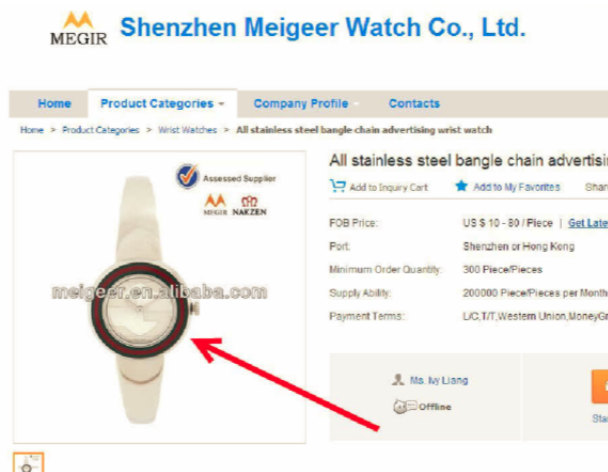 MEGIR
Shenzhen Meigeer Watch Co., Ltd.
Home Product Categories Company Profile Contacts
Home > Product Categories > Wrist Watches > All stainless steel bangle chain advertising wrist watch
Assessed Supplier
MEGIR NAKZEN
meigeer.en.alibaba.com
All stainless steel bangle chain advertisin
Add to Inquiry Cart Add to My Favorites Shar
FOB Price: US $ 10 - 80 / Piece | Get Late
Port: Shenzhen or Hong Kong
Minimum Order Quantity: 300 Piece/Pieces
Supply Ability: 200000 Piece/Pieces per Month
Payment Terms: L/C,T/T,Western Union,MoneyGr
Ms. Ivy Liang
Offline
Sta